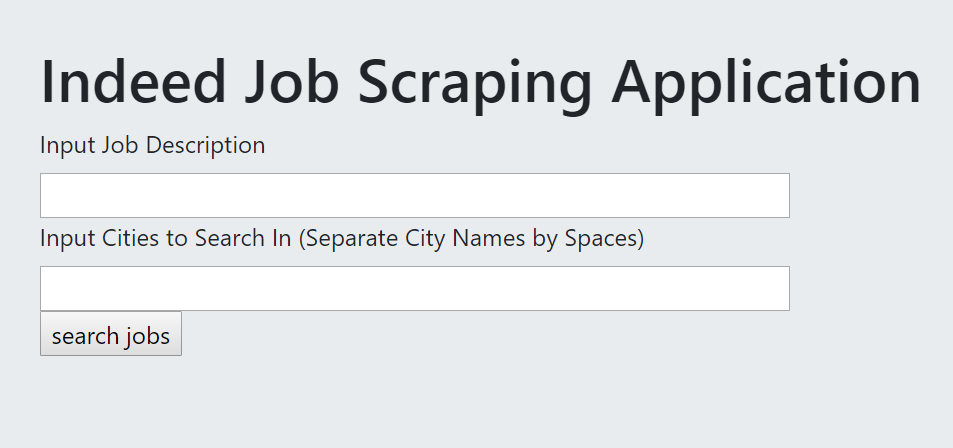 Indeed Job Scraping Application
Input Job Description
Input Cities to Search In (Separate City Names by Spaces)
search jobs